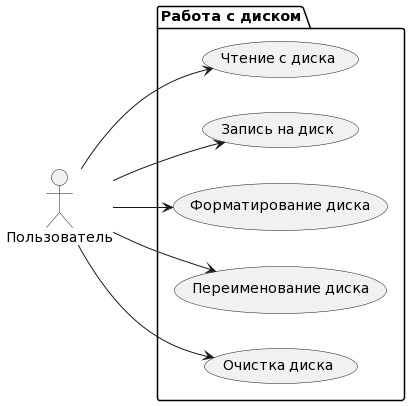 Работа с диском
Чтение с диска
Запись на диск
Форматирование диска
Пользователь
Переименование диска
Очистка диска